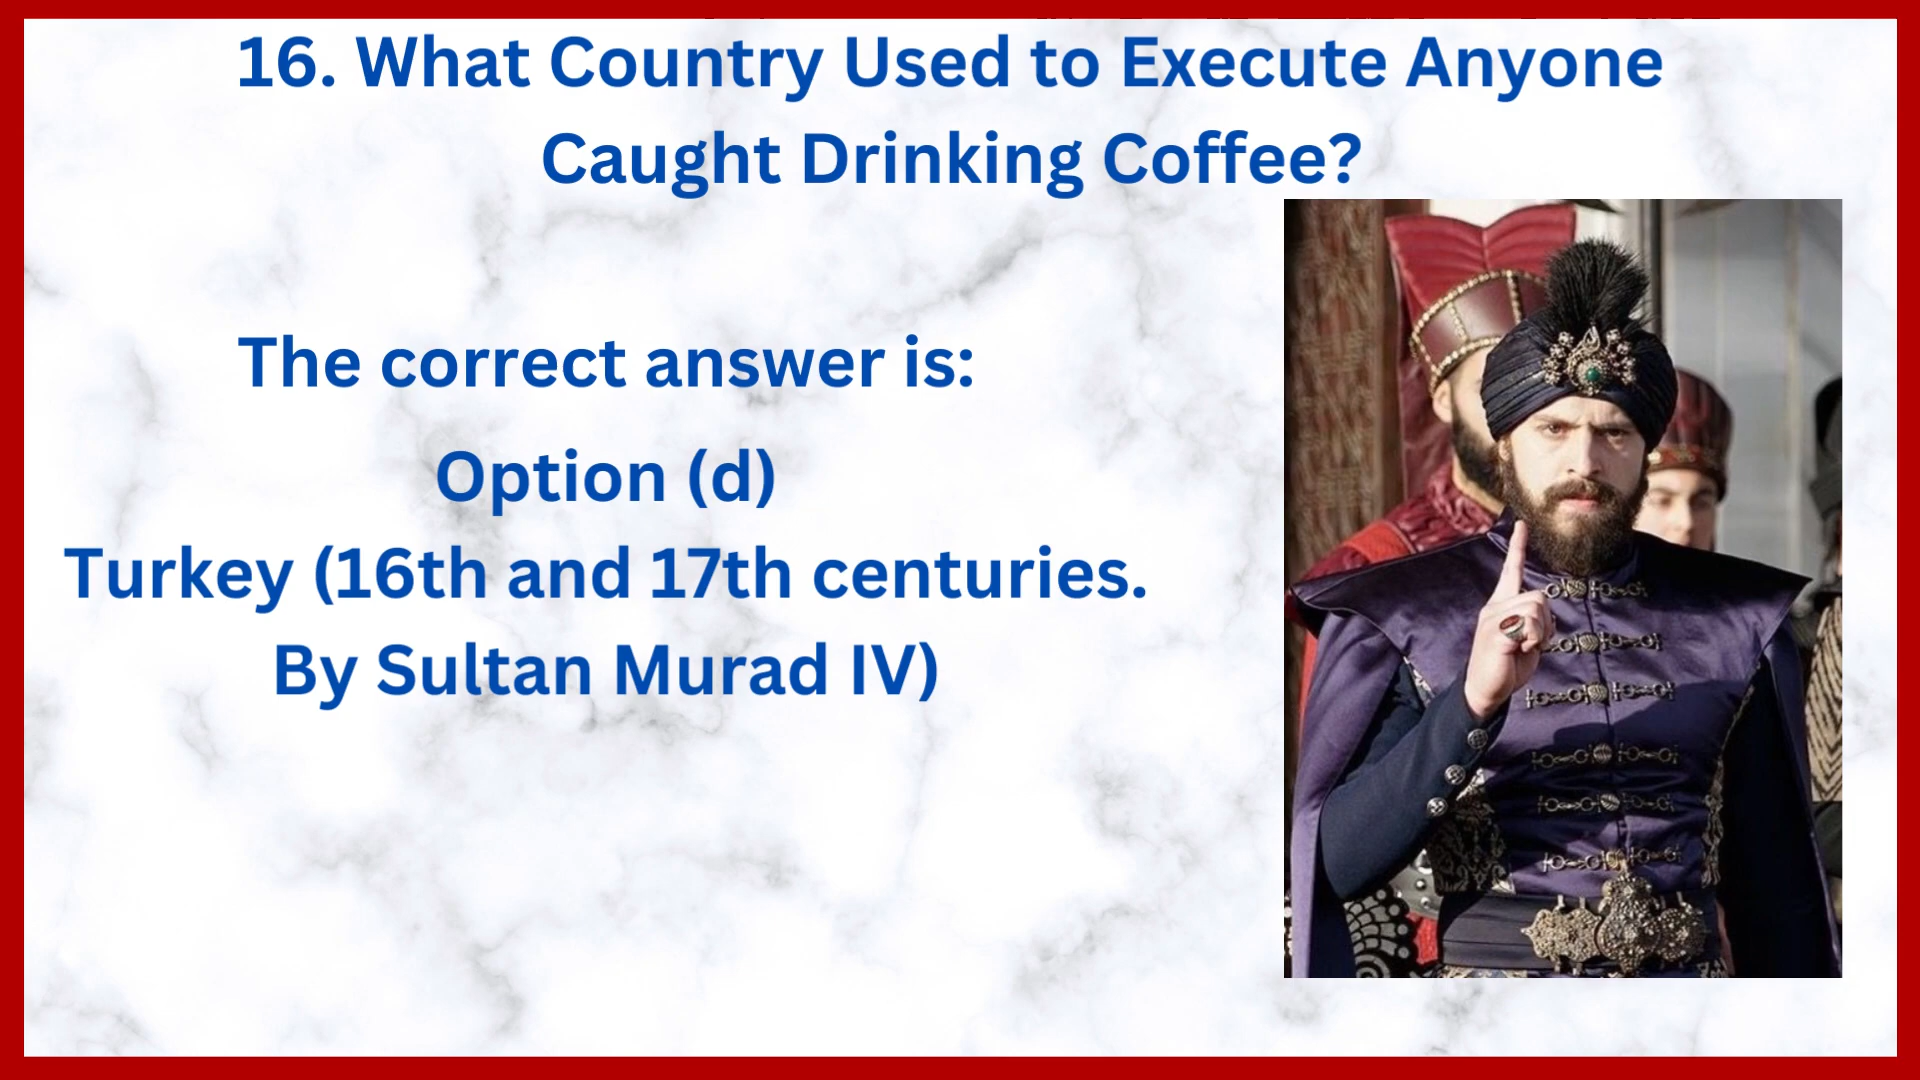 16. What Country Used to Execute Anyone
Caught Drinking Coffee?
The correct answer is:
Option (d)
Turkey (16th and 17th centuries.
By Sultan Murad IV)